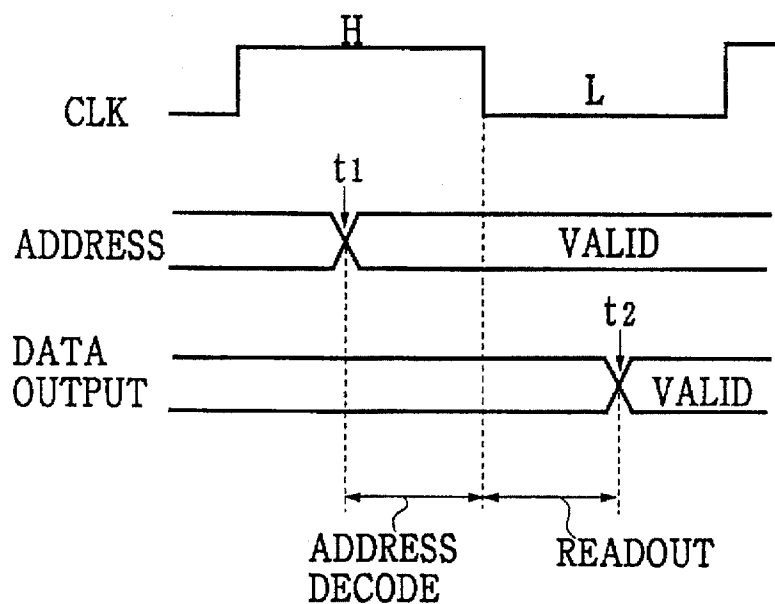 H
CLK
L
t1
ADDRESS
VALID
t2
DATA
OUTPUT
VALID
ADDRESS
DECODE
READOUT